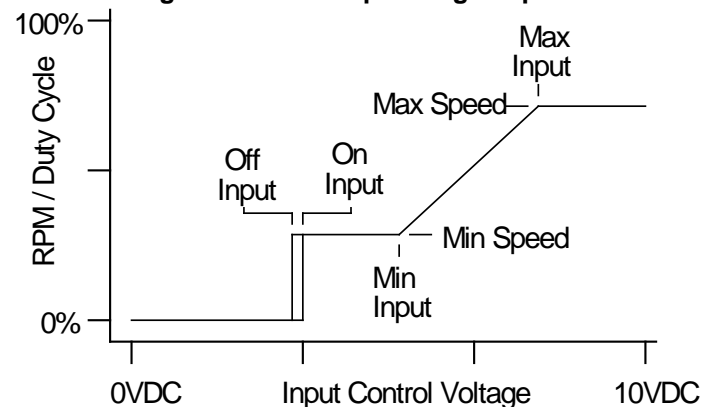 100%
Max
Input
Max Speed
Off
Input
On
Input
RPM / Duty Cycle
Min Speed
Min
Input
0%
0VDC
Input Control Voltage
10VDC